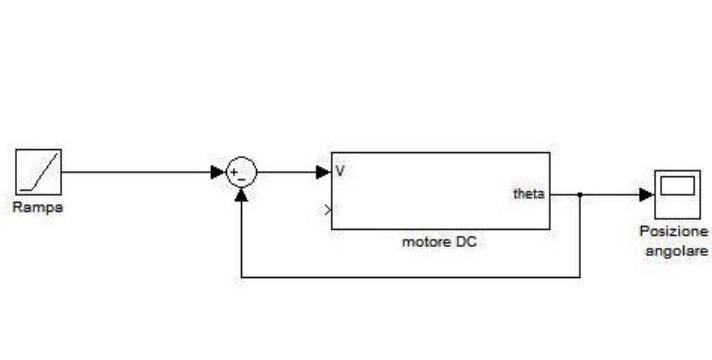 V
theta
Rampa
motore DC
Posizione
angolare